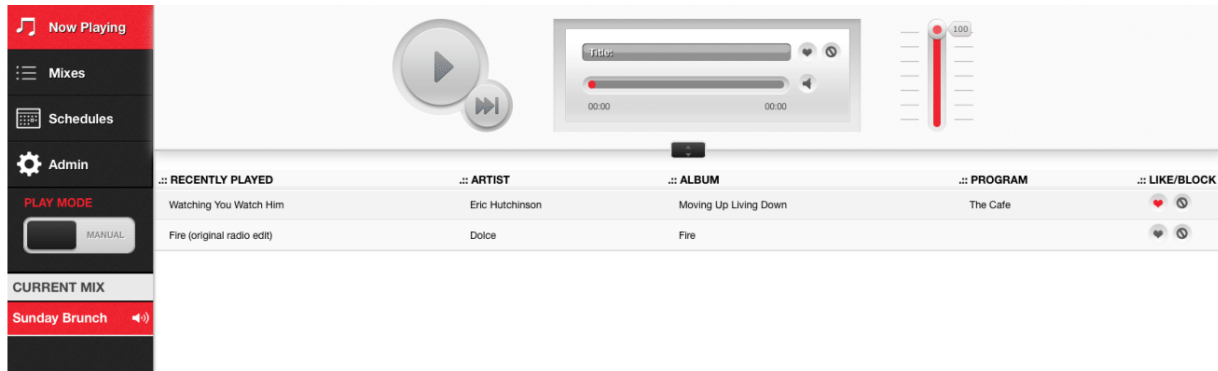 Now Playing
Mixes
Schedules
Admin
PLAY MODE
MANUAL
CURRENT MIX
Sunday Brunch
Title:
00:00 00:00
100
.:: RECENTLY PLAYED .:: ARTIST .:: ALBUM .:: PROGRAM .:: LIKE/BLOCK
Watching You Watch Him Eric Hutchinson Moving Up Living Down The Cafe
Fire (original radio edit) Dolce Fire